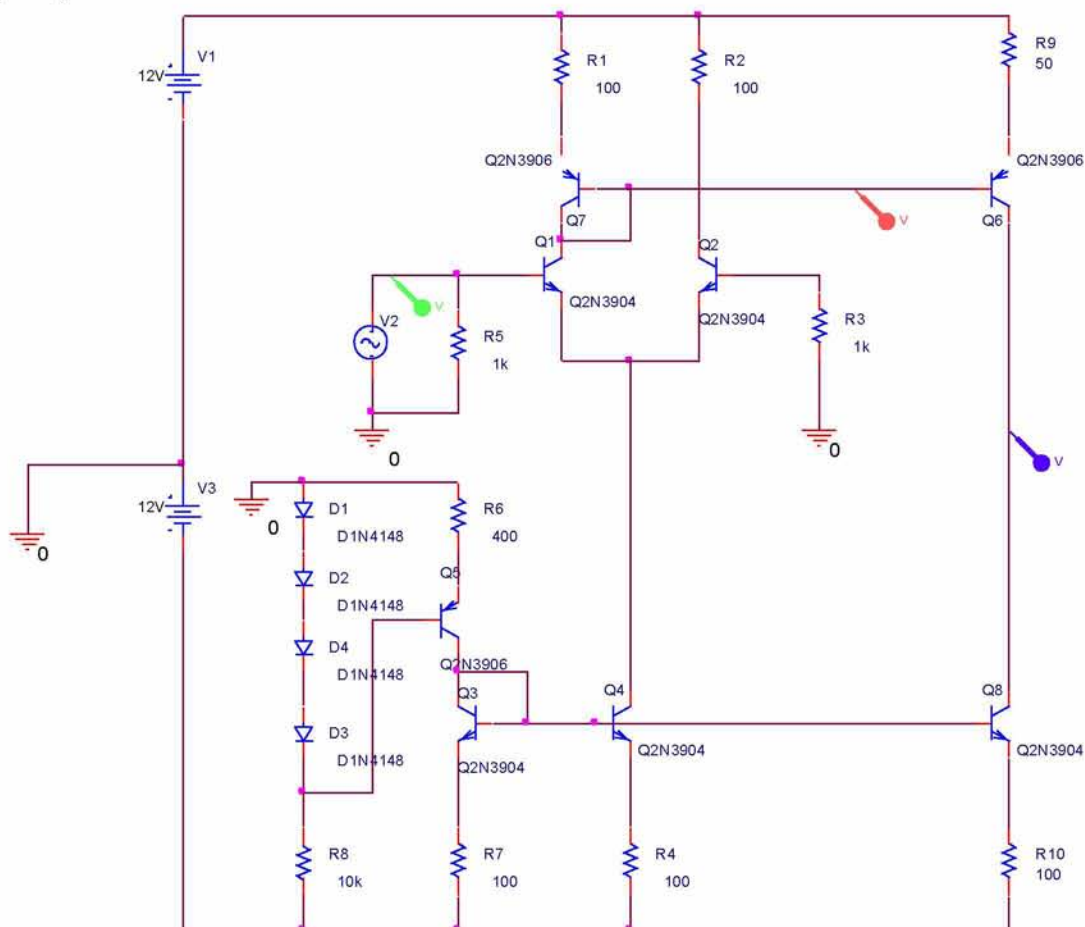 V1
12V
R1
100
R2
100
R9
50
Q2N3906
Q7
Q2N3906
Q6
V
Q1
Q2N3904
Q2
Q2N3904
V
V2
R5
1k
R3
1k
0
0
V
V3
12V
0
0
D1
D1N4148
D2
D1N4148
D4
D1N4148
D3
D1N4148
R6
400
Q5
Q2N3906
Q3
Q2N3904
Q4
Q2N3904
Q8
Q2N3904
R8
10k
R7
100
R4
100
R10
100